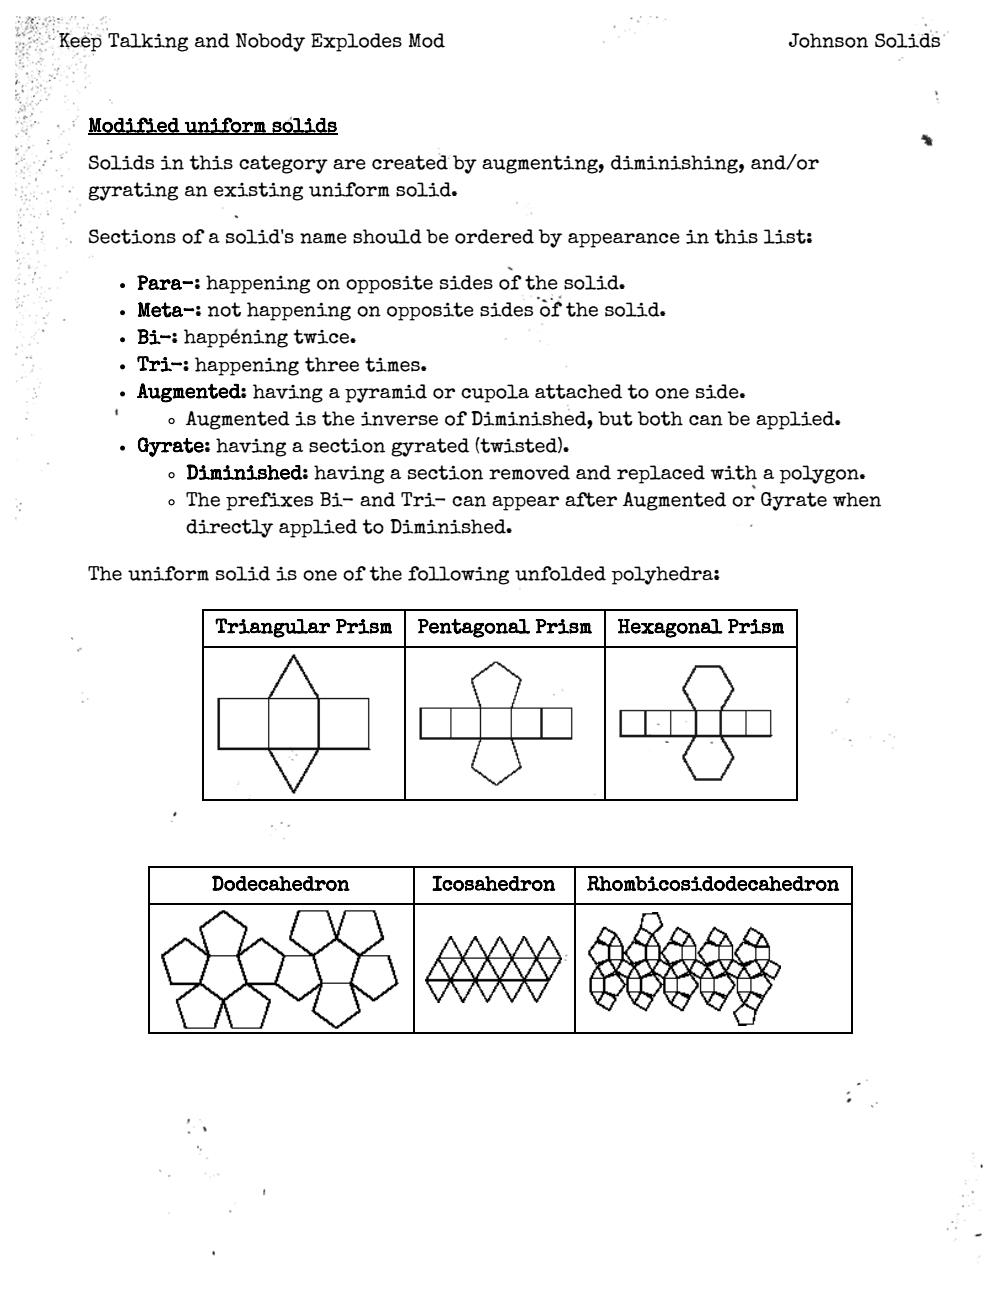 Keep Talking and Nobody Explodes Mod
Johnson Solids
Modified uniform solids
Solids in this category are created by augmenting, diminishing, and/or
gyrating an existing uniform solid.
Sections of a solid's name should be ordered by appearance in this list:
• Para-: happening on opposite sides of the solid.
• Meta-: not happening on opposite sides of the solid.
• Bi-: happening twice.
• Tri-: happening three times.
• Augmented: having a pyramid or cupola attached to one side.
◦ Augmented is the inverse of Diminished, but both can be applied.
• Gyrate: having a section gyrated (twisted).
◦ Diminished: having a section removed and replaced with a polygon.
◦ The prefixes Bi- and Tri- can appear after Augmented or Gyrate when
directly applied to Diminished.
The uniform solid is one of the following unfolded polyhedra:
Triangular Prism
Pentagonal Prism
Hexagonal Prism
Dodecahedron
Icosahedron
Rhombicosidodecahedron